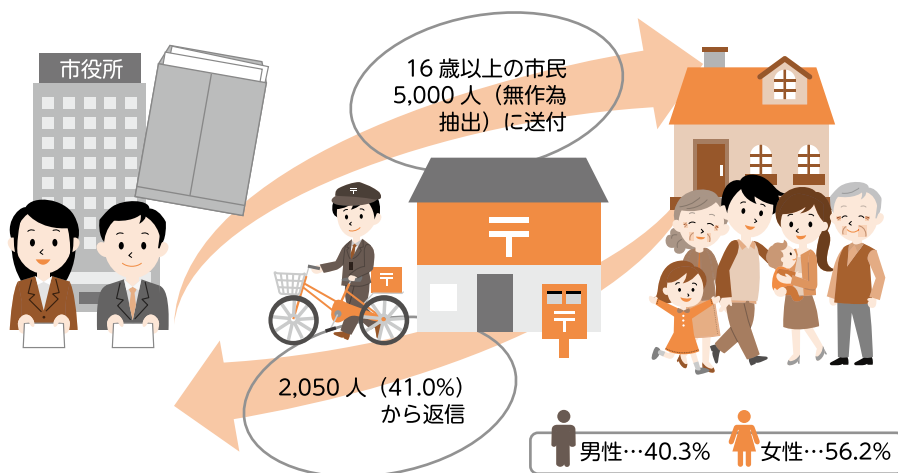 市役所
16 歳以上の市民
5,000 人（無作為
抽出）に送付
〒
〒
〒
〒
2,050 人（41.0%）
から返信
男性…40.3%
女性…56.2%